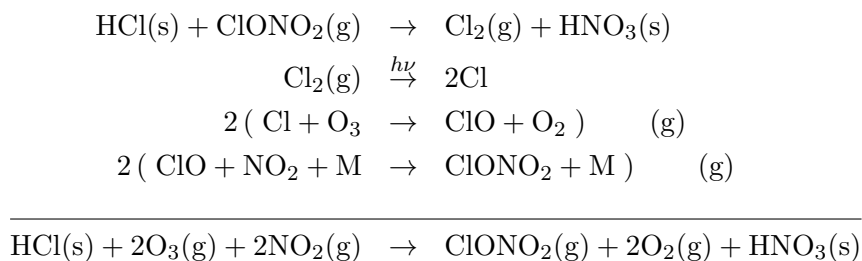 HCl(s) + ClONO₂(g) → Cl₂(g) + HNO₃(s)
Cl₂(g) →^{hν} 2Cl
2 ( Cl + O₃ → ClO + O₂ ) (g)
2 ( ClO + NO₂ + M → ClONO₂ + M ) (g)
HCl(s) + 2O₃(g) + 2NO₂(g) → ClONO₂(g) + 2O₂(g) + HNO₃(s)